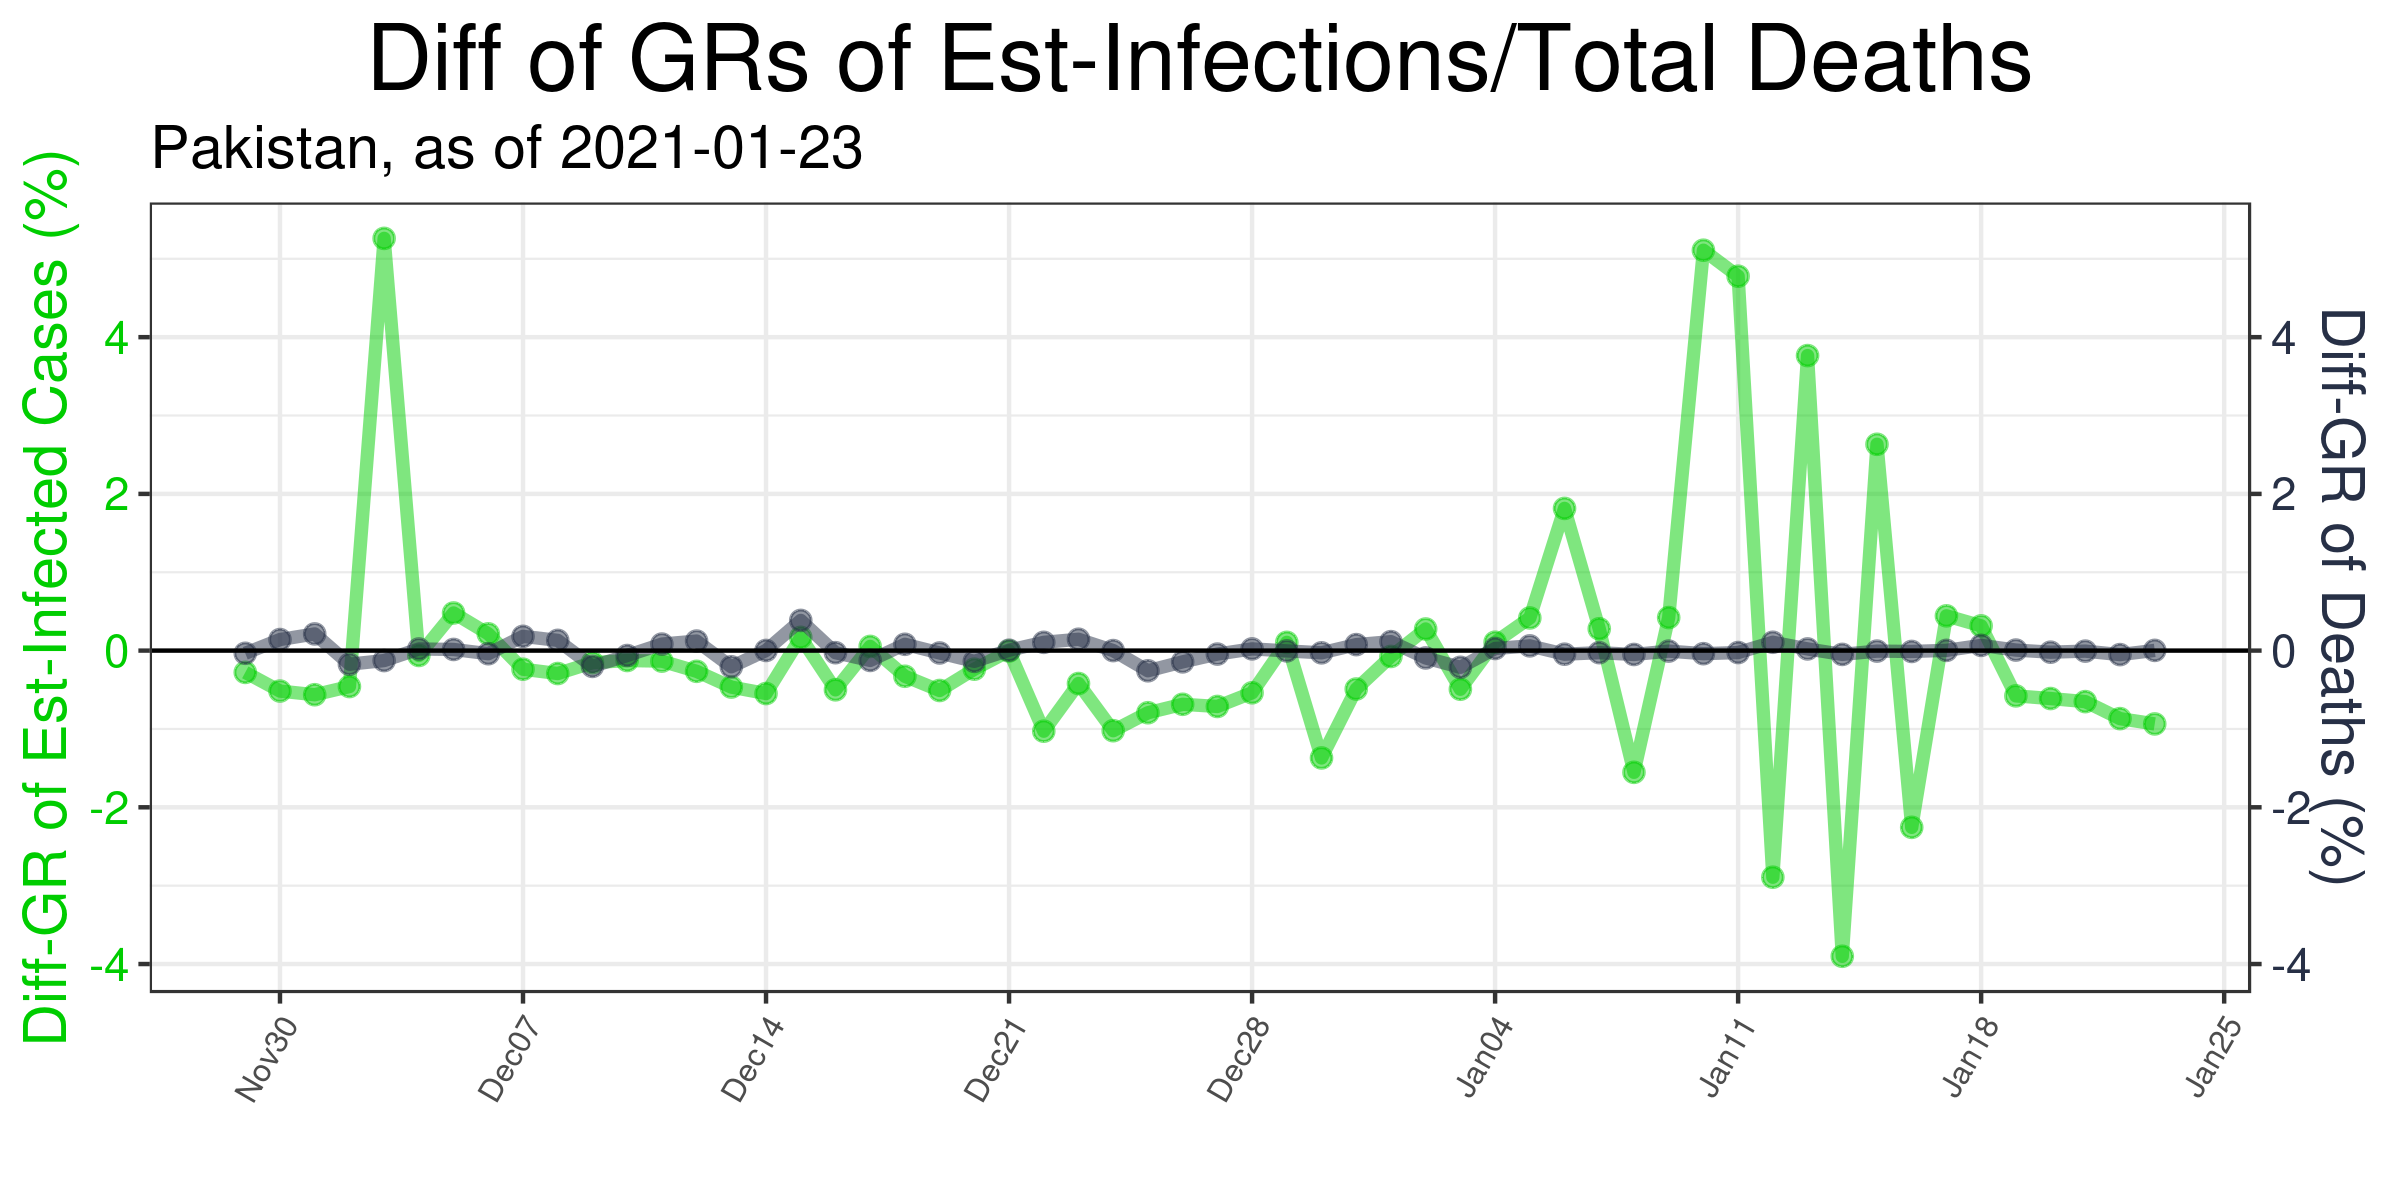 Diff of GRs of Est-Infections/Total Deaths
Pakistan, as of 2021-01-23
Diff-GR of Est-Infected Cases (%)
4
2
0
-2
-4
4
2
0
-2
-4
Diff-GR of Deaths (%)
Nov30
Dec07
Dec14
Dec21
Dec28
Jan04
Jan11
Jan18
Jan25